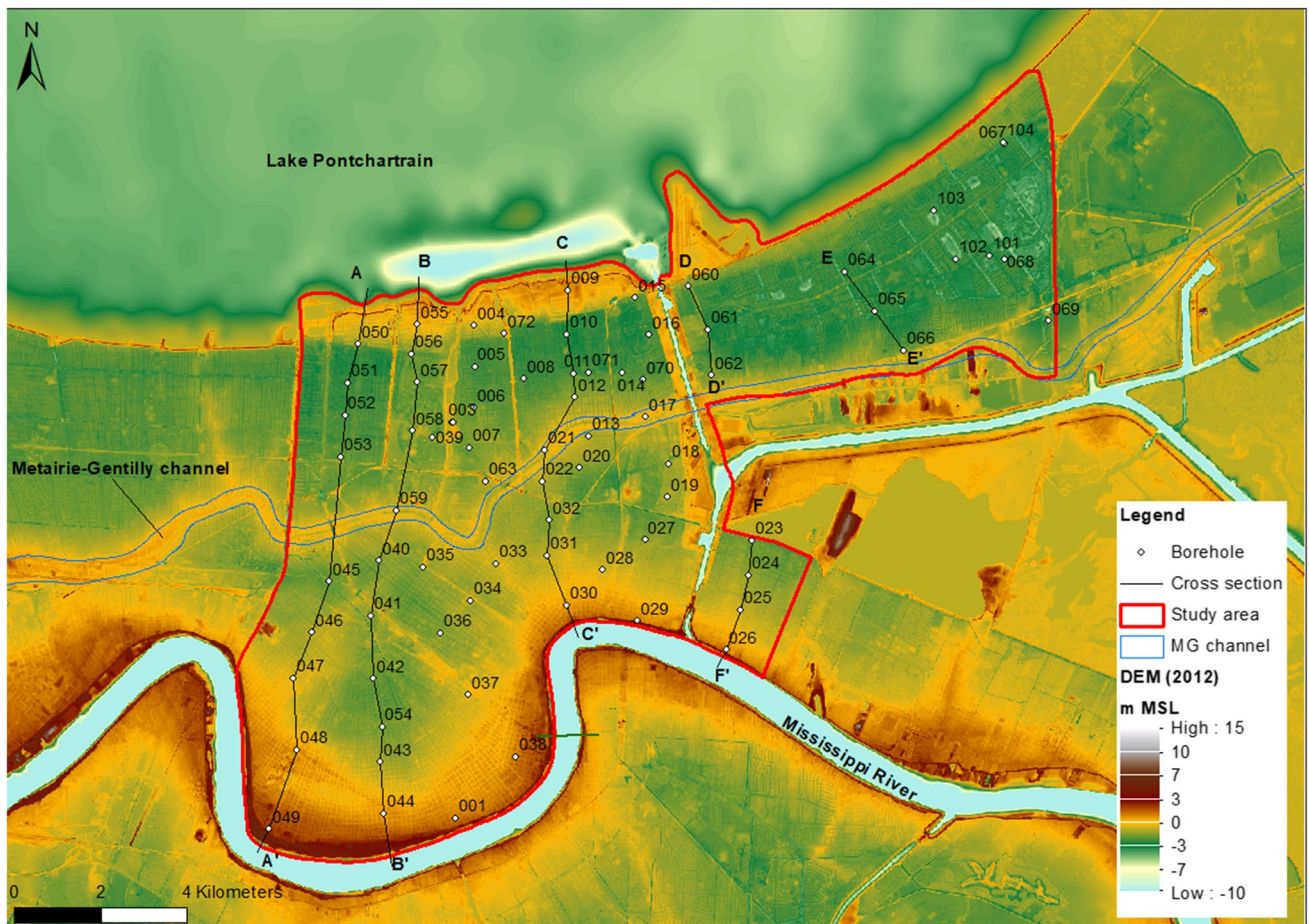 N
067 104
Lake Pontchartrain
103
102 101
068
E 064
A
B
C
D
060
009
015
065
055
004
072
010
016
061
069
050
056
066
E'
005
008
011 071
014 070
062
D'
051
057
012
052
006
017
058
003
039
007
013
053
021
018
Metairie-Gentilly channel
063
022
020
019
059
032
F
023
027
040
035
033
031
028
024
045
034
041
030
025
046
036
C'
029
026
047
042
037
F'
054
048
043
038
Mississippi River
044
001
049
A'
B'
0 2 4 Kilometers
Legend
Borehole
Cross section
Study area
MG channel
DEM (2012)
m MSL
High : 15
10
7
3
0
-3
-7
Low : -10